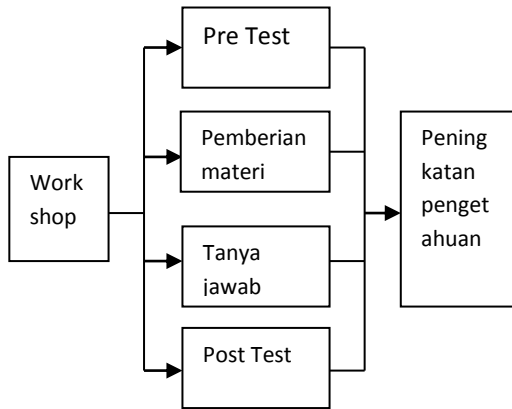 Pre Test
Pemberian
materi
Work
shop
Tanya
jawab
Post Test
Pening
katan
penget
ahuan